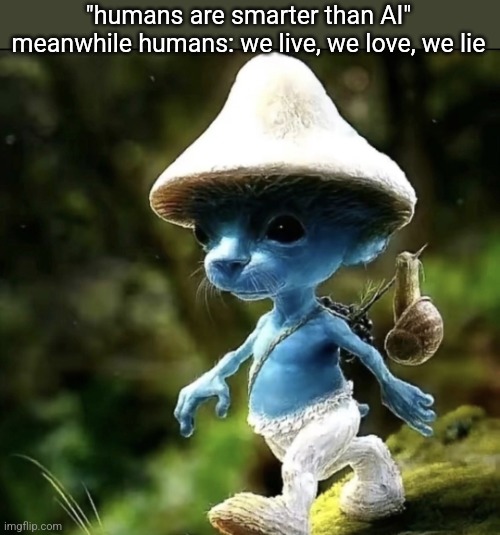 "humans are smarter than AI"
meanwhile humans: we live, we love, we lie
imgflip.com